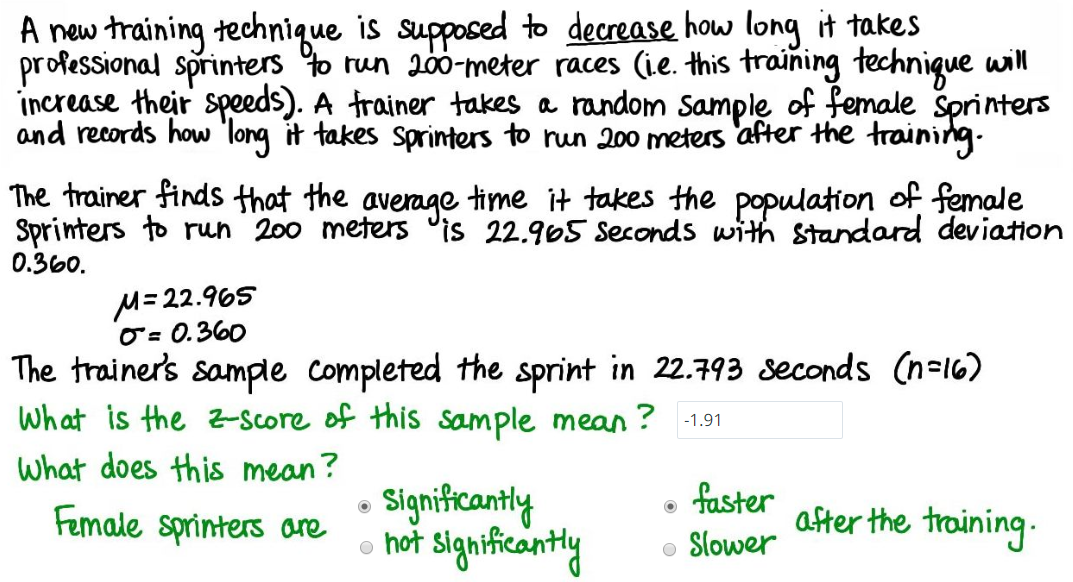 A new training technique is supposed to decrease how long it takes
professional sprinters to run 200-meter races (i.e. this training technique will
increase their speeds). A trainer takes a random sample of female sprinters
and records how long it takes sprinters to run 200 meters after the training.
The trainer finds that the average time it takes the population of female
sprinters to run 200 meters is 22.965 seconds with standard deviation
0.360.
μ = 22.965
σ = 0.360
The trainer's sample completed the sprint in 22.793 seconds (n=16)
What is the z-score of this sample mean? -1.91
What does this mean?
Female sprinters are significantly faster after the training.
not significantly slower